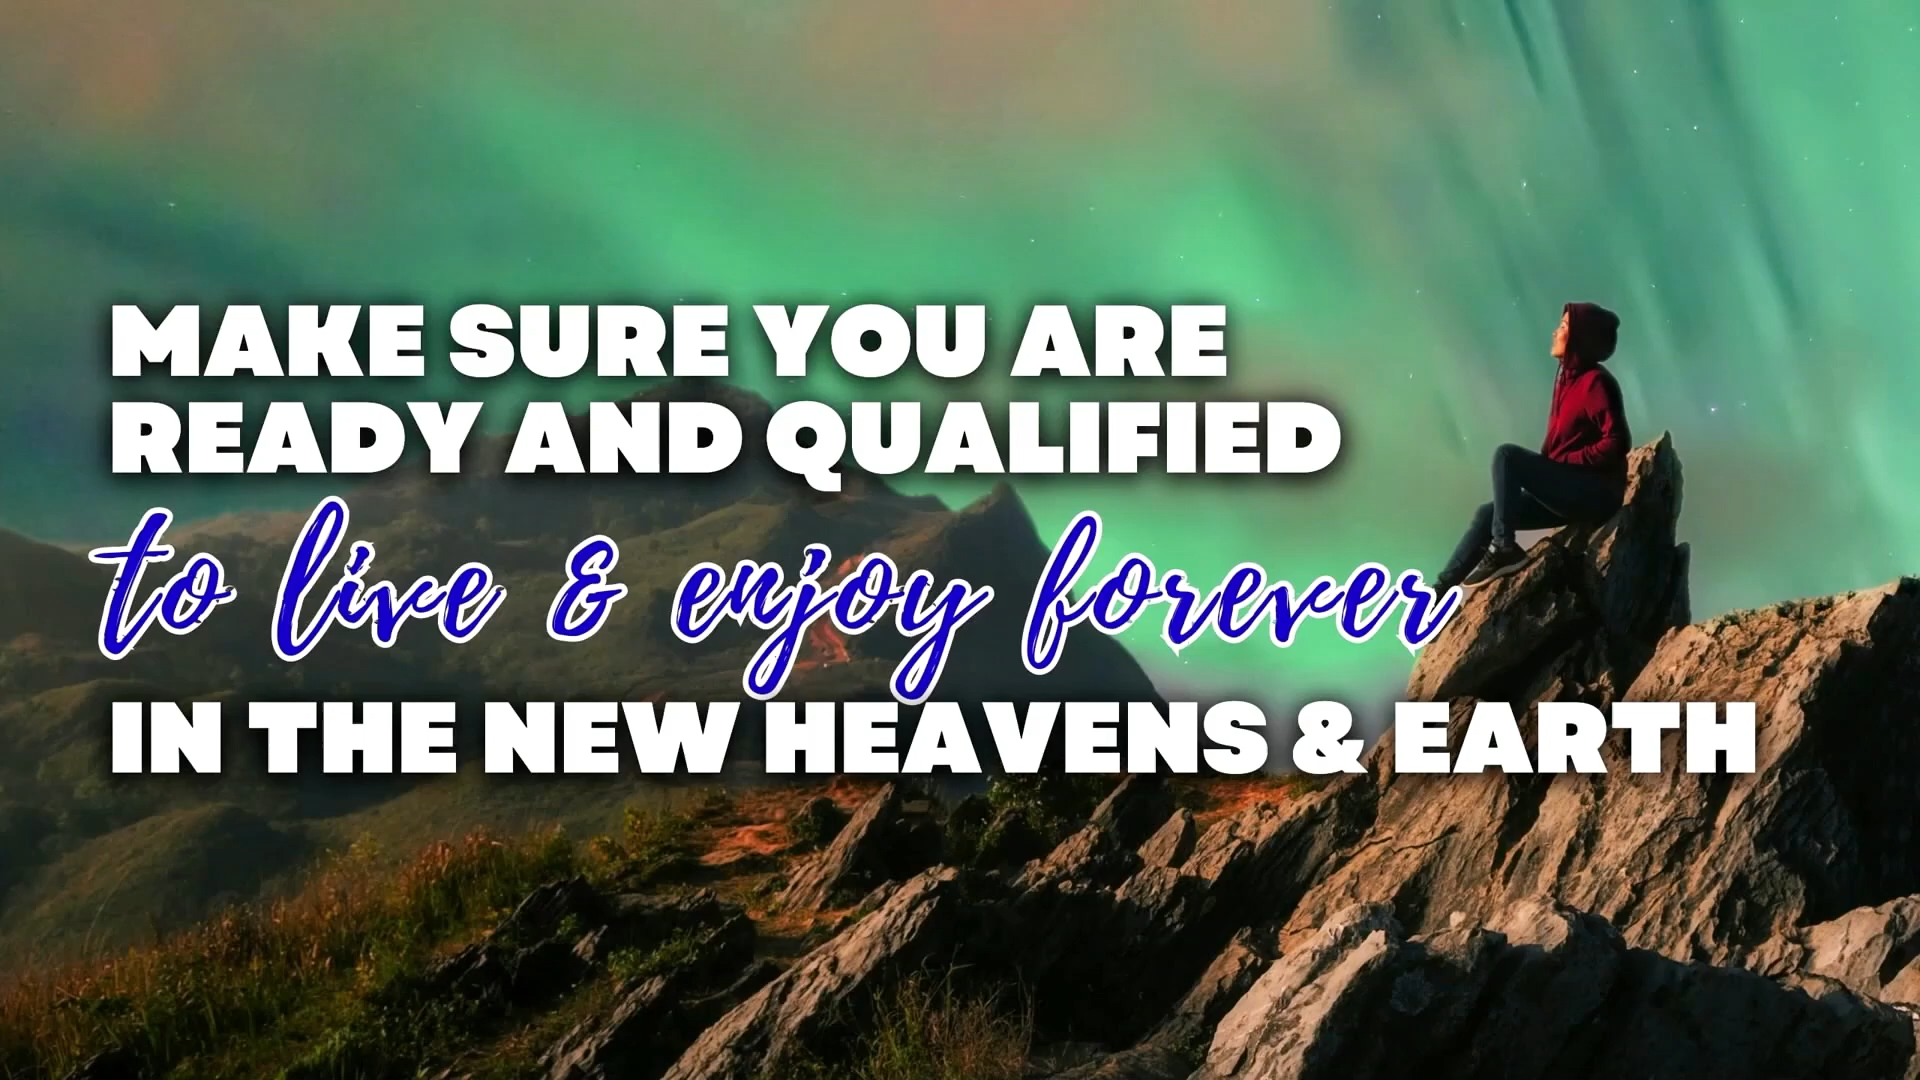 MAKE SURE YOU ARE
READY AND QUALIFIED
to live & enjoy forever
IN THE NEW HEAVENS & EARTH